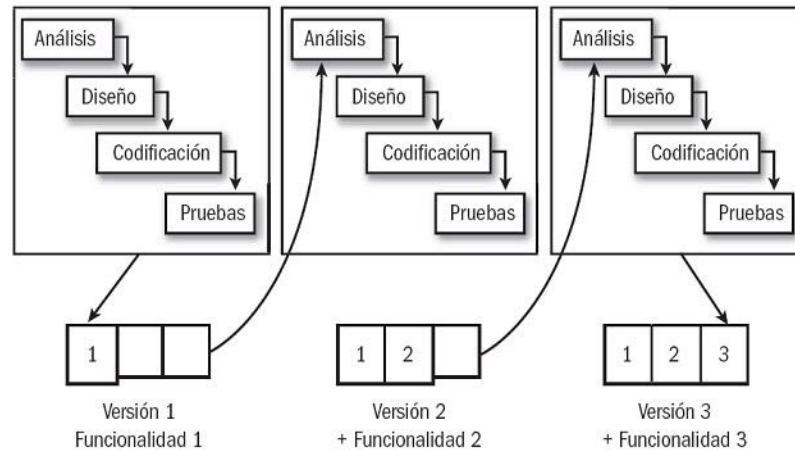 Análisis
Diseño
Codificación
Pruebas
Análisis
Diseño
Codificación
Pruebas
Análisis
Diseño
Codificación
Pruebas
1
Versión 1
Funcionalidad 1
1 2
Versión 2
+ Funcionalidad 2
1 2 3
Versión 3
+ Funcionalidad 3